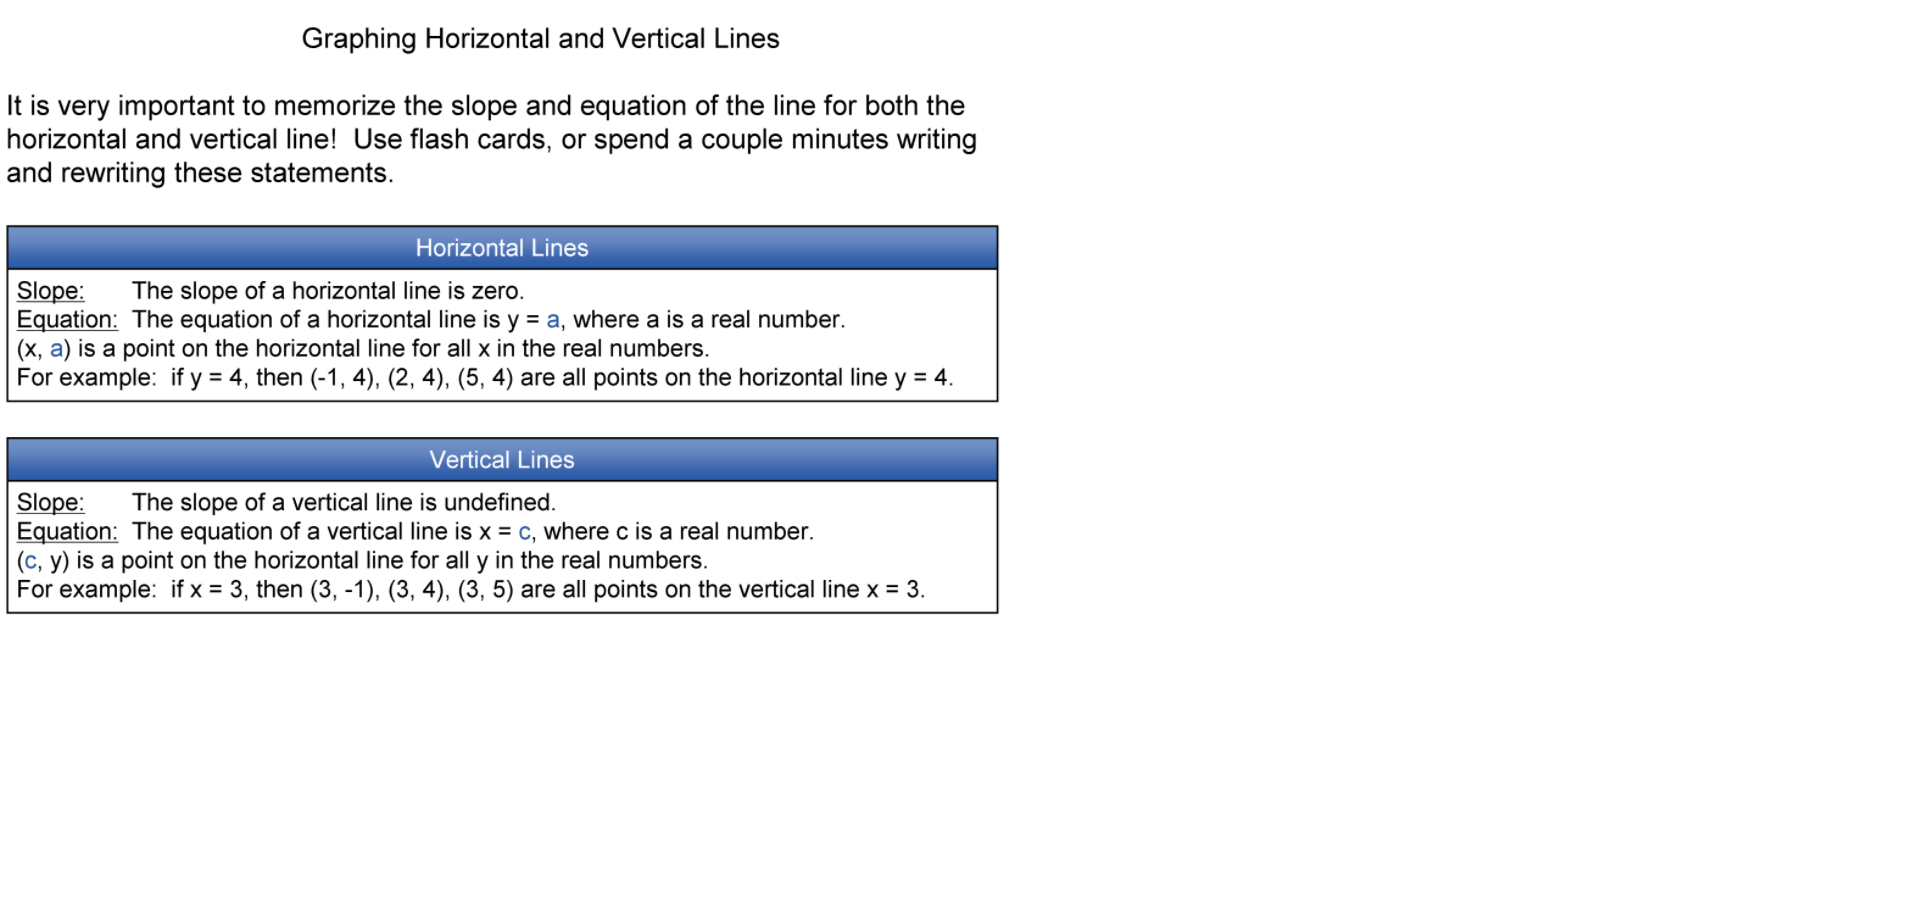 Graphing Horizontal and Vertical Lines
It is very important to memorize the slope and equation of the line for both the
horizontal and vertical line!  Use flash cards, or spend a couple minutes writing
and rewriting these statements.
Horizontal Lines
Slope: The slope of a horizontal line is zero.
Equation: The equation of a horizontal line is y = a, where a is a real number.
(x, a) is a point on the horizontal line for all x in the real numbers.
For example:  if y = 4, then (-1, 4), (2, 4), (5, 4) are all points on the horizontal line y = 4.
Vertical Lines
Slope: The slope of a vertical line is undefined.
Equation: The equation of a vertical line is x = c, where c is a real number.
(c, y) is a point on the horizontal line for all y in the real numbers.
For example:  if x = 3, then (3, -1), (3, 4), (3, 5) are all points on the vertical line x = 3.